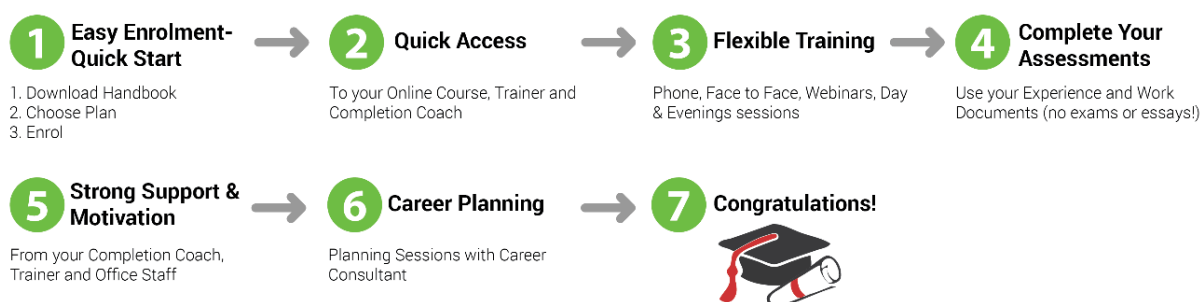 1
Easy Enrolment-
Quick Start
1. Download Handbook
2. Choose Plan
3. Enrol
2
Quick Access
To your Online Course, Trainer and
Completion Coach
3
Flexible Training
Phone, Face to Face, Webinars, Day
& Evenings sessions
4
Complete Your
Assessments
Use your Experience and Work
Documents (no exams or essays!)
5
Strong Support &
Motivation
From your Completion Coach,
Trainer and Office Staff
6
Career Planning
Planning Sessions with Career
Consultant
7
Congratulations!